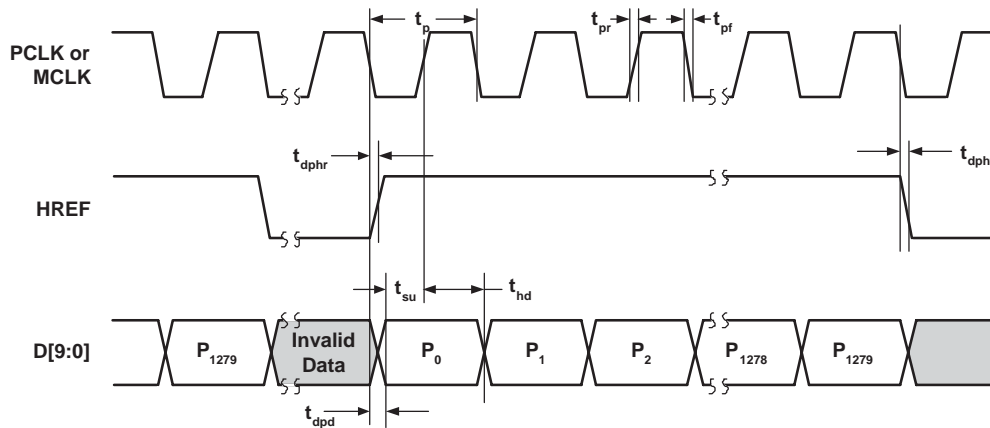 t_p
t_pr
t_pf
PCLK or
MCLK
t_dphr
t_dph
HREF
t_su
t_hd
D[9:0]
P_1279
Invalid
Data
P_0
P_1
P_2
P_1278
P_1279
t_dpd